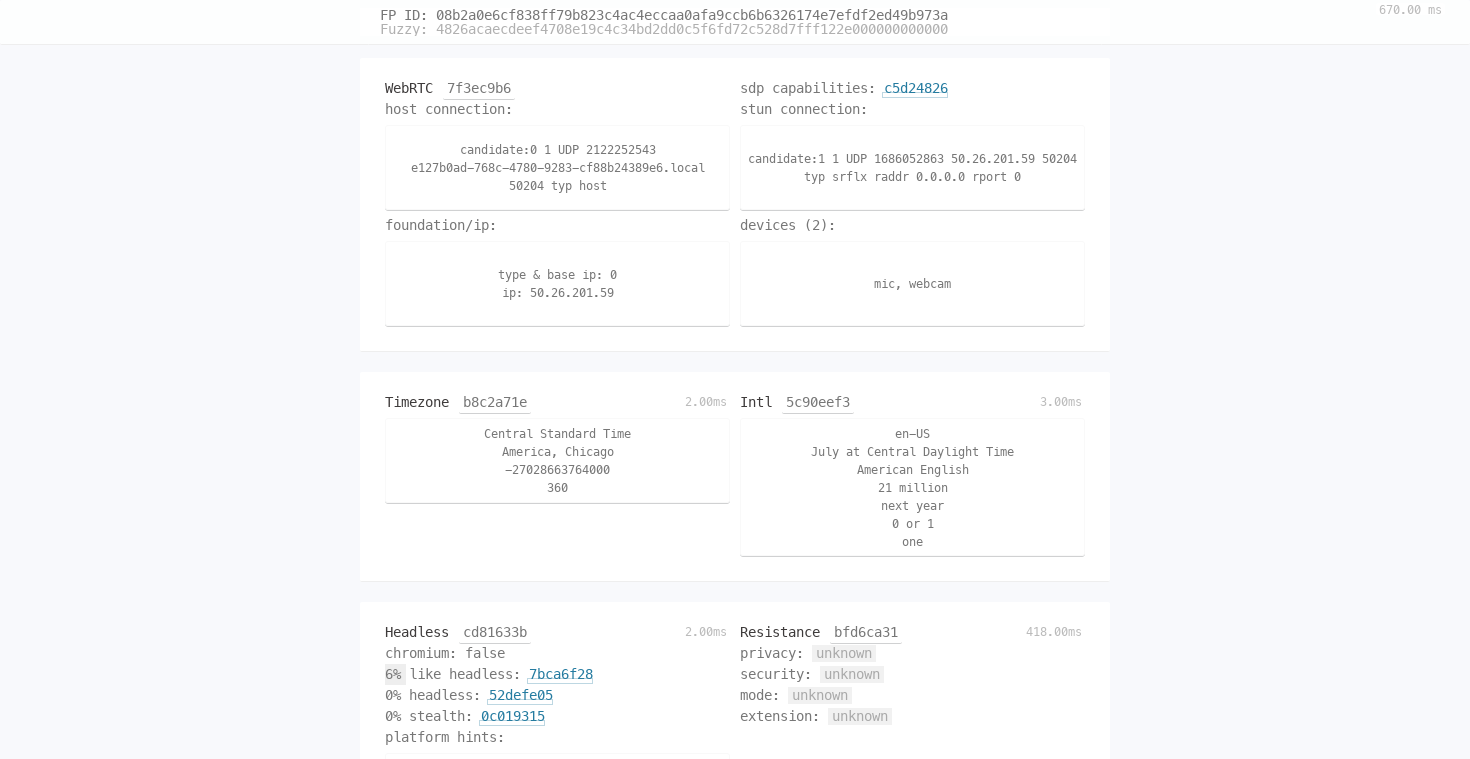 FP ID: 08b2a0e6cf838ff79b823c4ac4eccaa0afa9ccb6b6326174e7efdf2ed49b973a
Fuzzy: 4826acaecdeef4708e19c4c34bd2dd0c5f6fd72c528d7fff122e000000000000
670.00 ms
WebRTC 7f3ec9b6
host connection:
candidate:0 1 UDP 2122252543
e127b0ad-768c-4780-9283-cf88b24389e6.local
50204 typ host
foundation/ip:
type & base ip: 0
ip: 50.26.201.59
sdp capabilities: c5d24826
stun connection:
candidate:1 1 UDP 1686052863 50.26.201.59 50204
typ srflx raddr 0.0.0.0 rport 0
devices (2):
mic, webcam
Timezone b8c2a71e 2.00ms
Central Standard Time
America, Chicago
-27028663764000
360
Intl 5c90eef3 3.00ms
en-US
July at Central Daylight Time
American English
21 million
next year
0 or 1
one
Headless cd81633b 2.00ms
chromium: false
6% like headless: 7bca6f28
0% headless: 52defe05
0% stealth: 0c019315
platform hints:
Resistance bfd6ca31 418.00ms
privacy: unknown
security: unknown
mode: unknown
extension: unknown